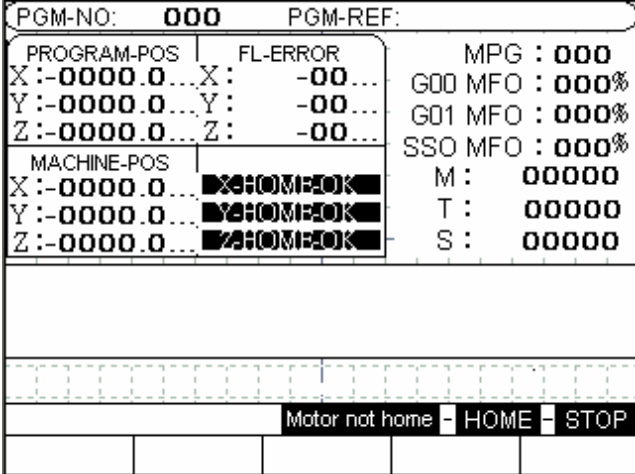 PGM-NO: 000 PGM-REF:
PROGRAM-POS FL-ERROR
X:-0000.0... X: -00...
Y:-0000.0... Y: -00...
Z:-0000.0... Z: -00...
MACHINE-POS
X:-0000.0... X-HOME-OK
Y:-0000.0... Y-HOME-OK
Z:-0000.0... Z-HOME-OK
MPG : 000
G00 MFO : 000%
G01 MFO : 000%
SSO MFO : 000%
M : 00000
T : 00000
S : 00000
Motor not home - HOME - STOP